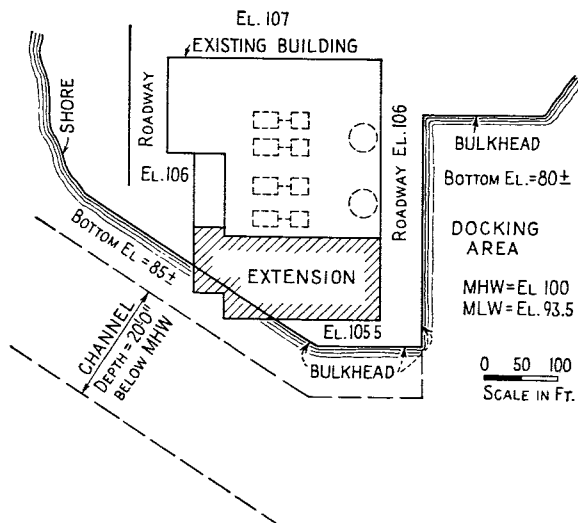 EL. 107
EXISTING BUILDING
SHORE
ROADWAY
EL. 106
ROADWAY EL. 106
BULKHEAD
BOTTOM EL.=80±
DOCKING
AREA
MHW=EL 100
MLW=EL. 93.5
BOTTOM EL=85±
EXTENSION
CHANNEL
DEPTH=20'0"
BELOW MHW
EL.105 5
BULKHEAD
0 50 100
SCALE IN FT.